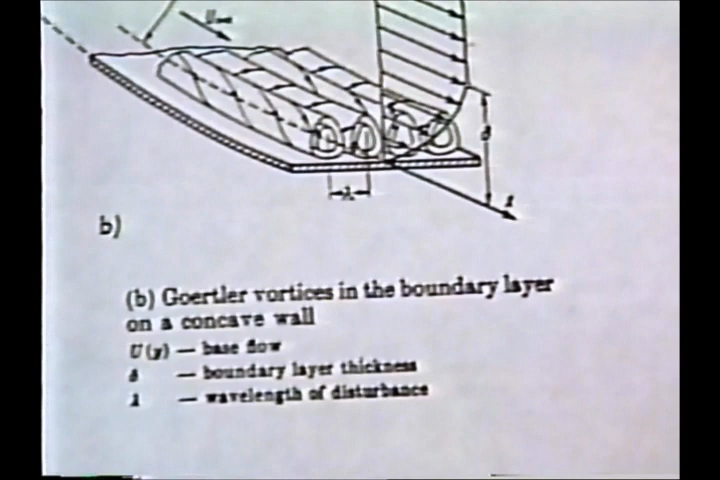 b)
(b) Goertler vortices in the boundary layer
on a concave wall
U(y) — base flow
δ — boundary layer thickness
λ — wavelength of disturbance